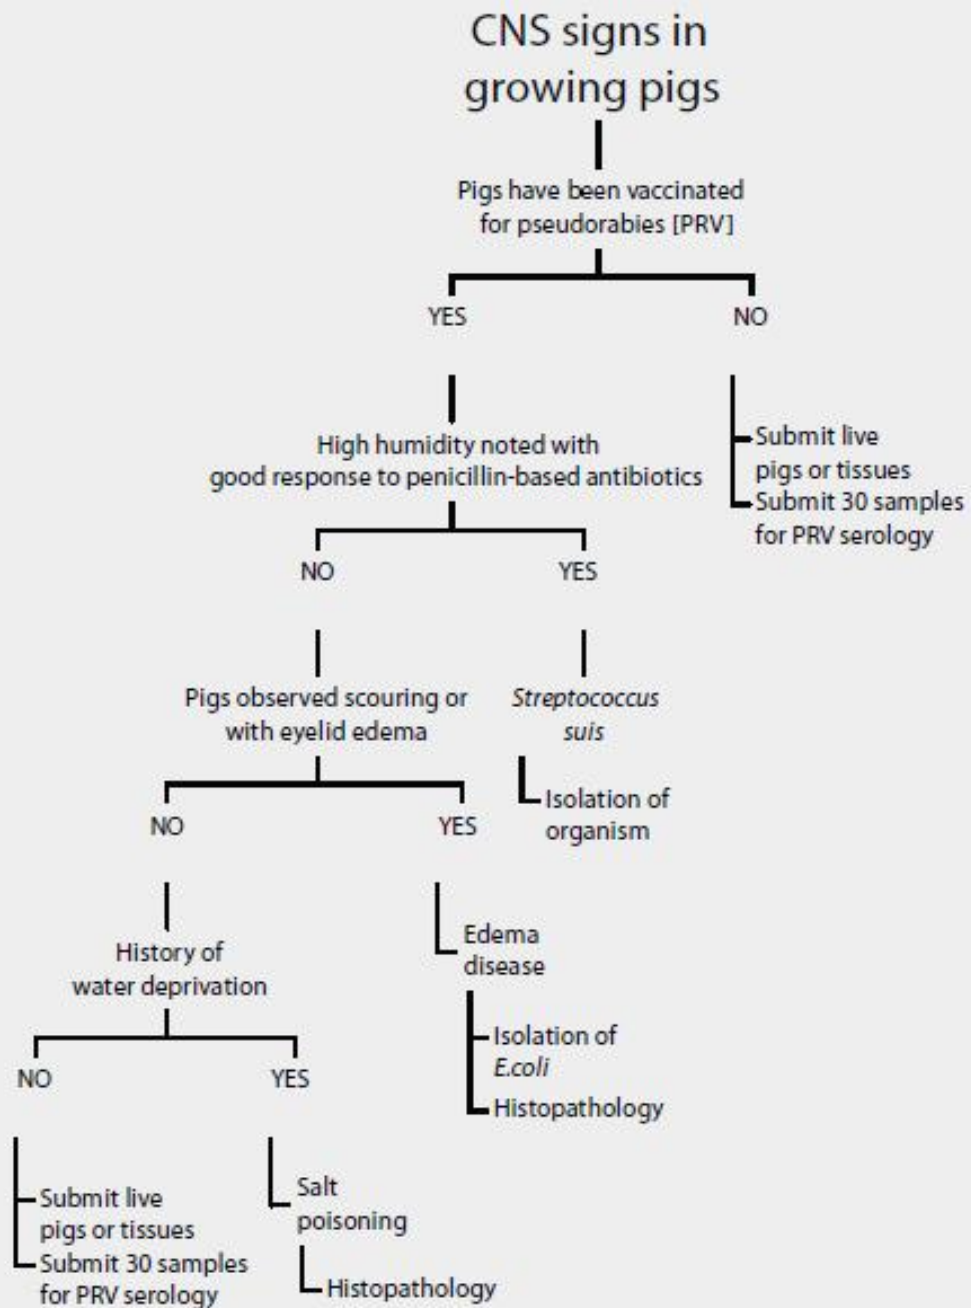 CNS signs in
growing pigs
Pigs have been vaccinated
for pseudorabies [PRV]
YES
NO
High humidity noted with
good response to penicillin-based antibiotics
Submit live
pigs or tissues
Submit 30 samples
for PRV serology
NO
YES
Pigs observed scouring or
with eyelid edema
Streptococcus
suis
Isolation of
organism
NO
YES
History of
water deprivation
Edema
disease
Isolation of
E.coli
Histopathology
NO
YES
Submit live
pigs or tissues
Submit 30 samples
for PRV serology
Salt
poisoning
Histopathology